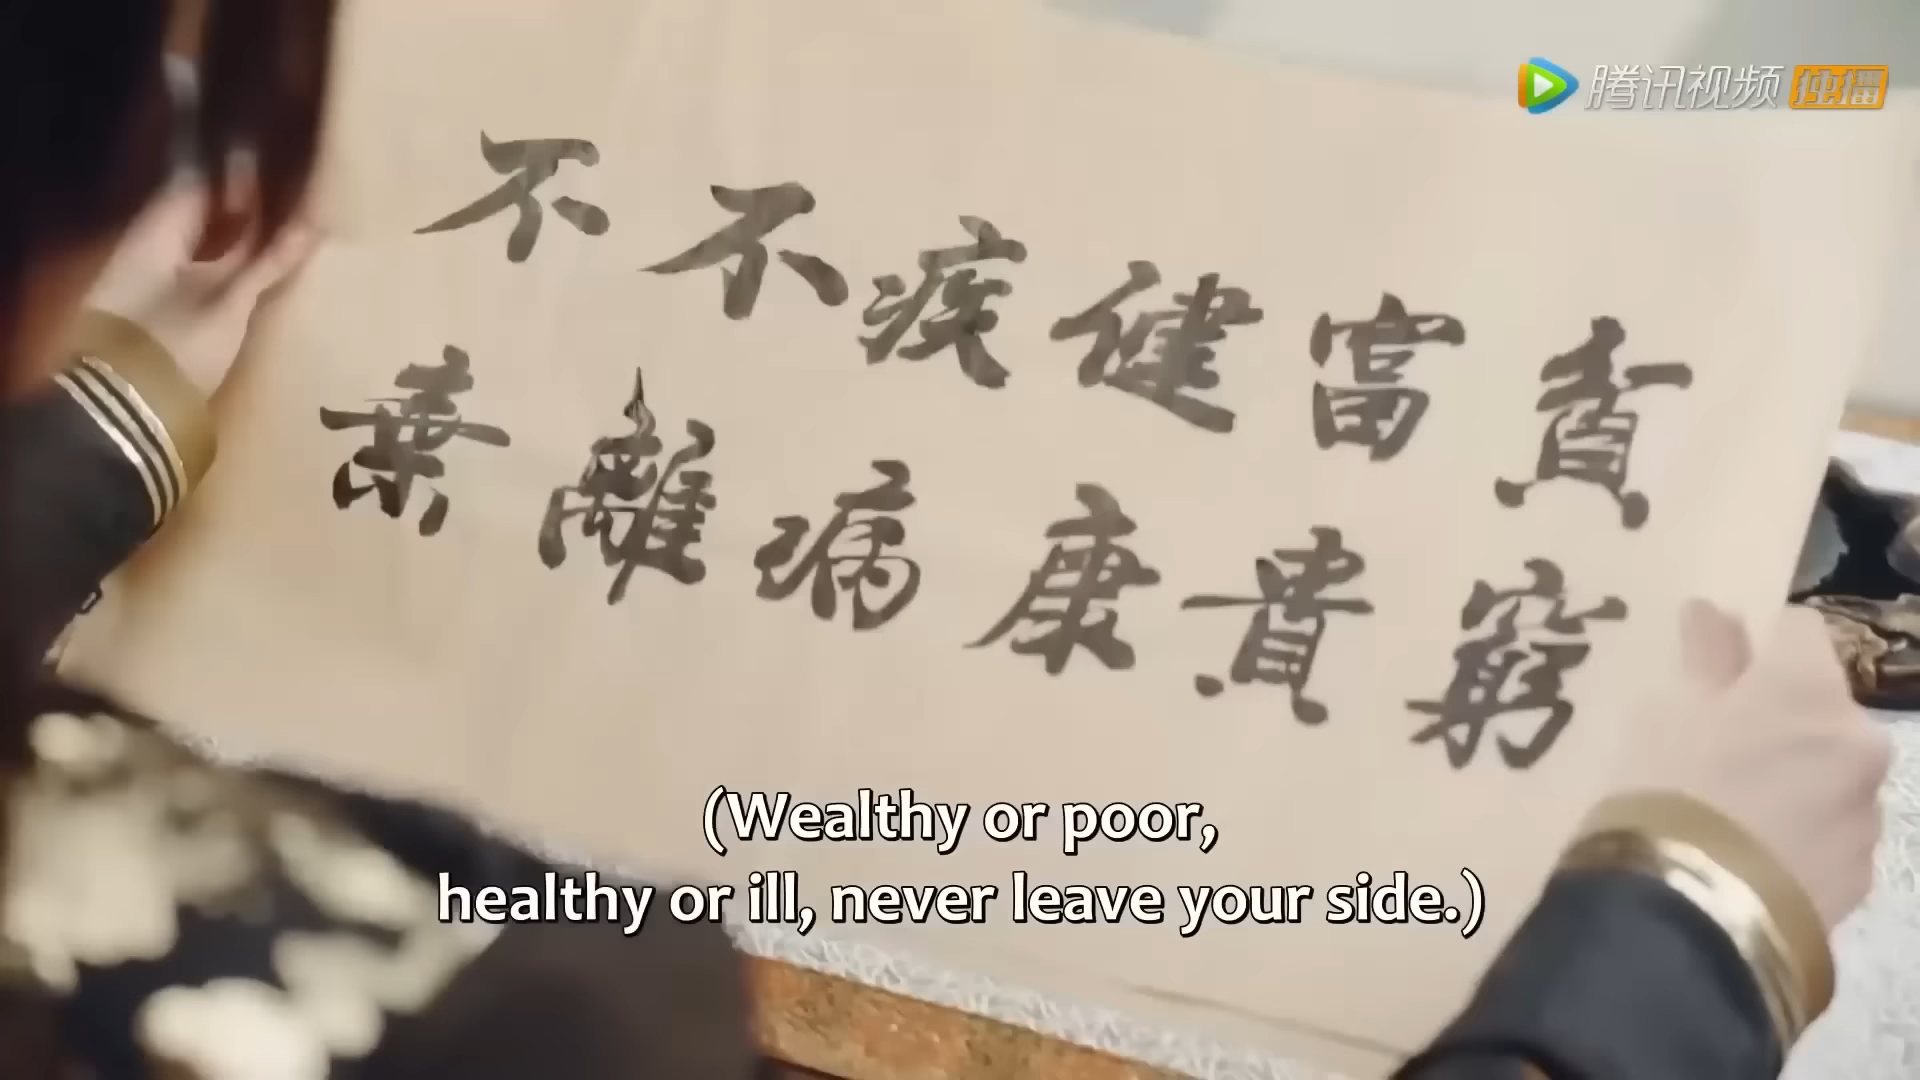 腾讯视频 独播
貧窮
富貴
健康
疾病
不離
不棄
(Wealthy or poor,
healthy or ill, never leave your side.)